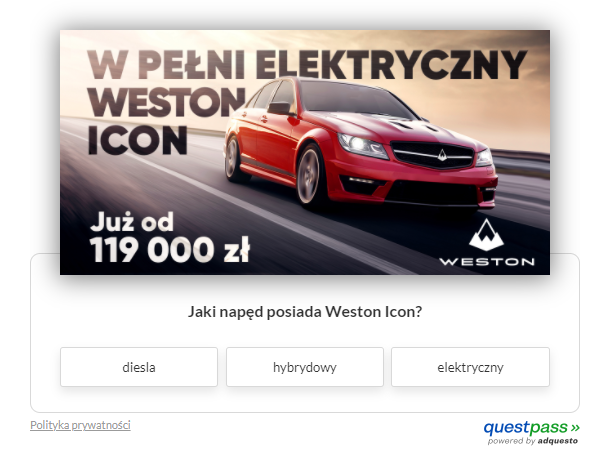 W PEŁNI ELEKTRYCZNY
WESTON
ICON
Już od
119 000 zł
WESTON
Jaki napęd posiada Weston Icon?
diesla
hybrydowy
elektryczny
Polityka prywatności
questpass »
powered by adquesto